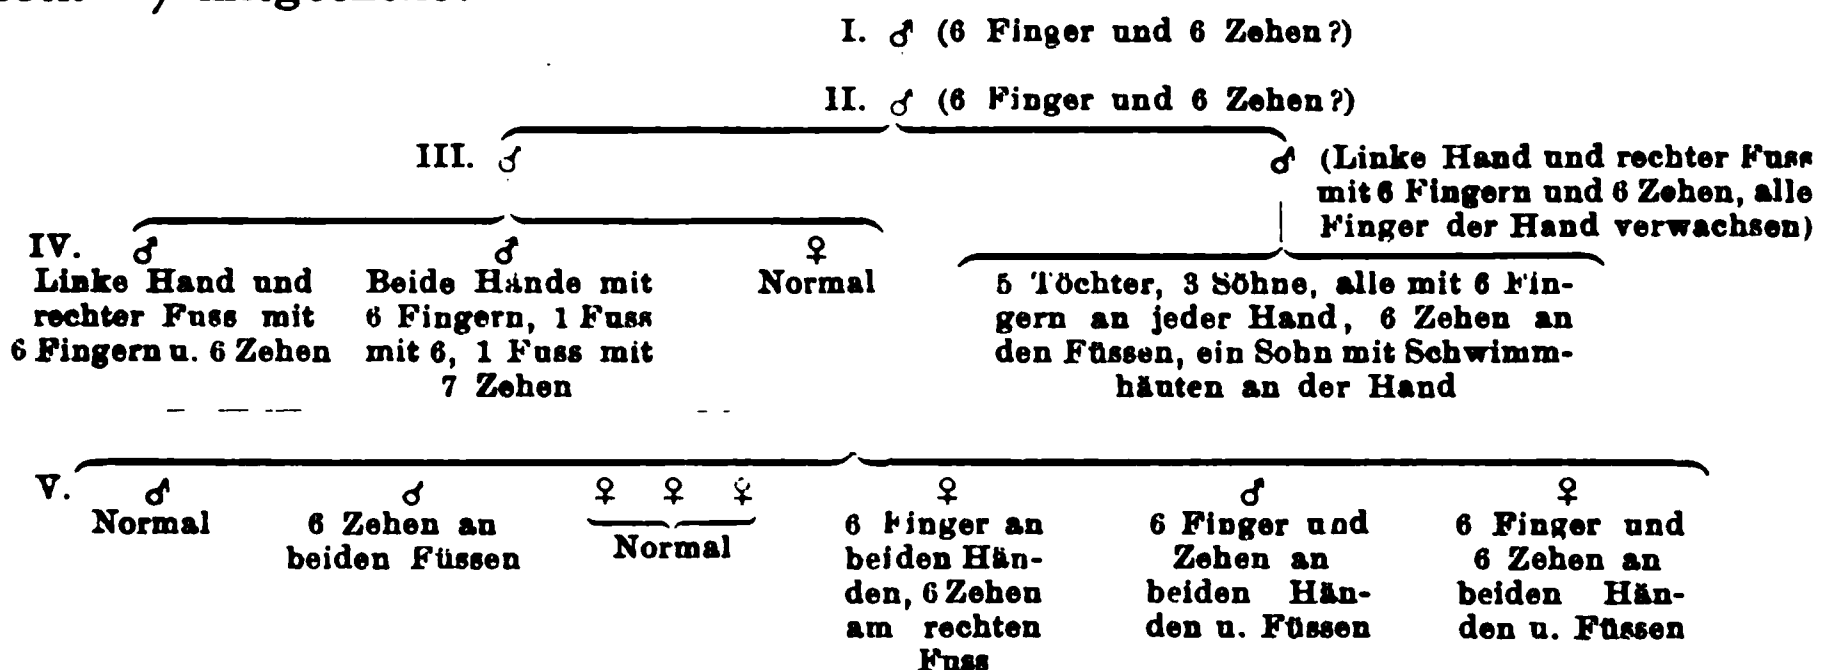 mitgeteilt:
I. ♂ (6 Finger und 6 Zehen?)
II. ♂ (6 Finger und 6 Zehen?)
III. ♂
♂ (Linke Hand und rechter Fuss
mit 6 Fingern und 6 Zehen, alle
Finger der Hand verwachsen)
IV. ♂ ♂ ♀
Linke Hand und
rechter Fuss mit
6 Fingern u. 6 Zehen
Beide Hände mit
6 Fingern, 1 Fuss
mit 6, 1 Fuss mit
7 Zehen
Normal
5 Töchter, 3 Söhne, alle mit 6 Fin-
gern an jeder Hand, 6 Zehen an
den Füssen, ein Sohn mit Schwimm-
häuten an der Hand
V. ♂ ♂ ♀ ♀ ♀ ♀ ♂ ♀
Normal
6 Zehen an
beiden Füssen
Normal
6 Finger an
beiden Hän-
den, 6 Zehen
am rechten
Fuss
6 Finger und
Zehen an
beiden Hän-
den u. Füssen
6 Finger und
6 Zehen an
beiden Hän-
den u. Füssen